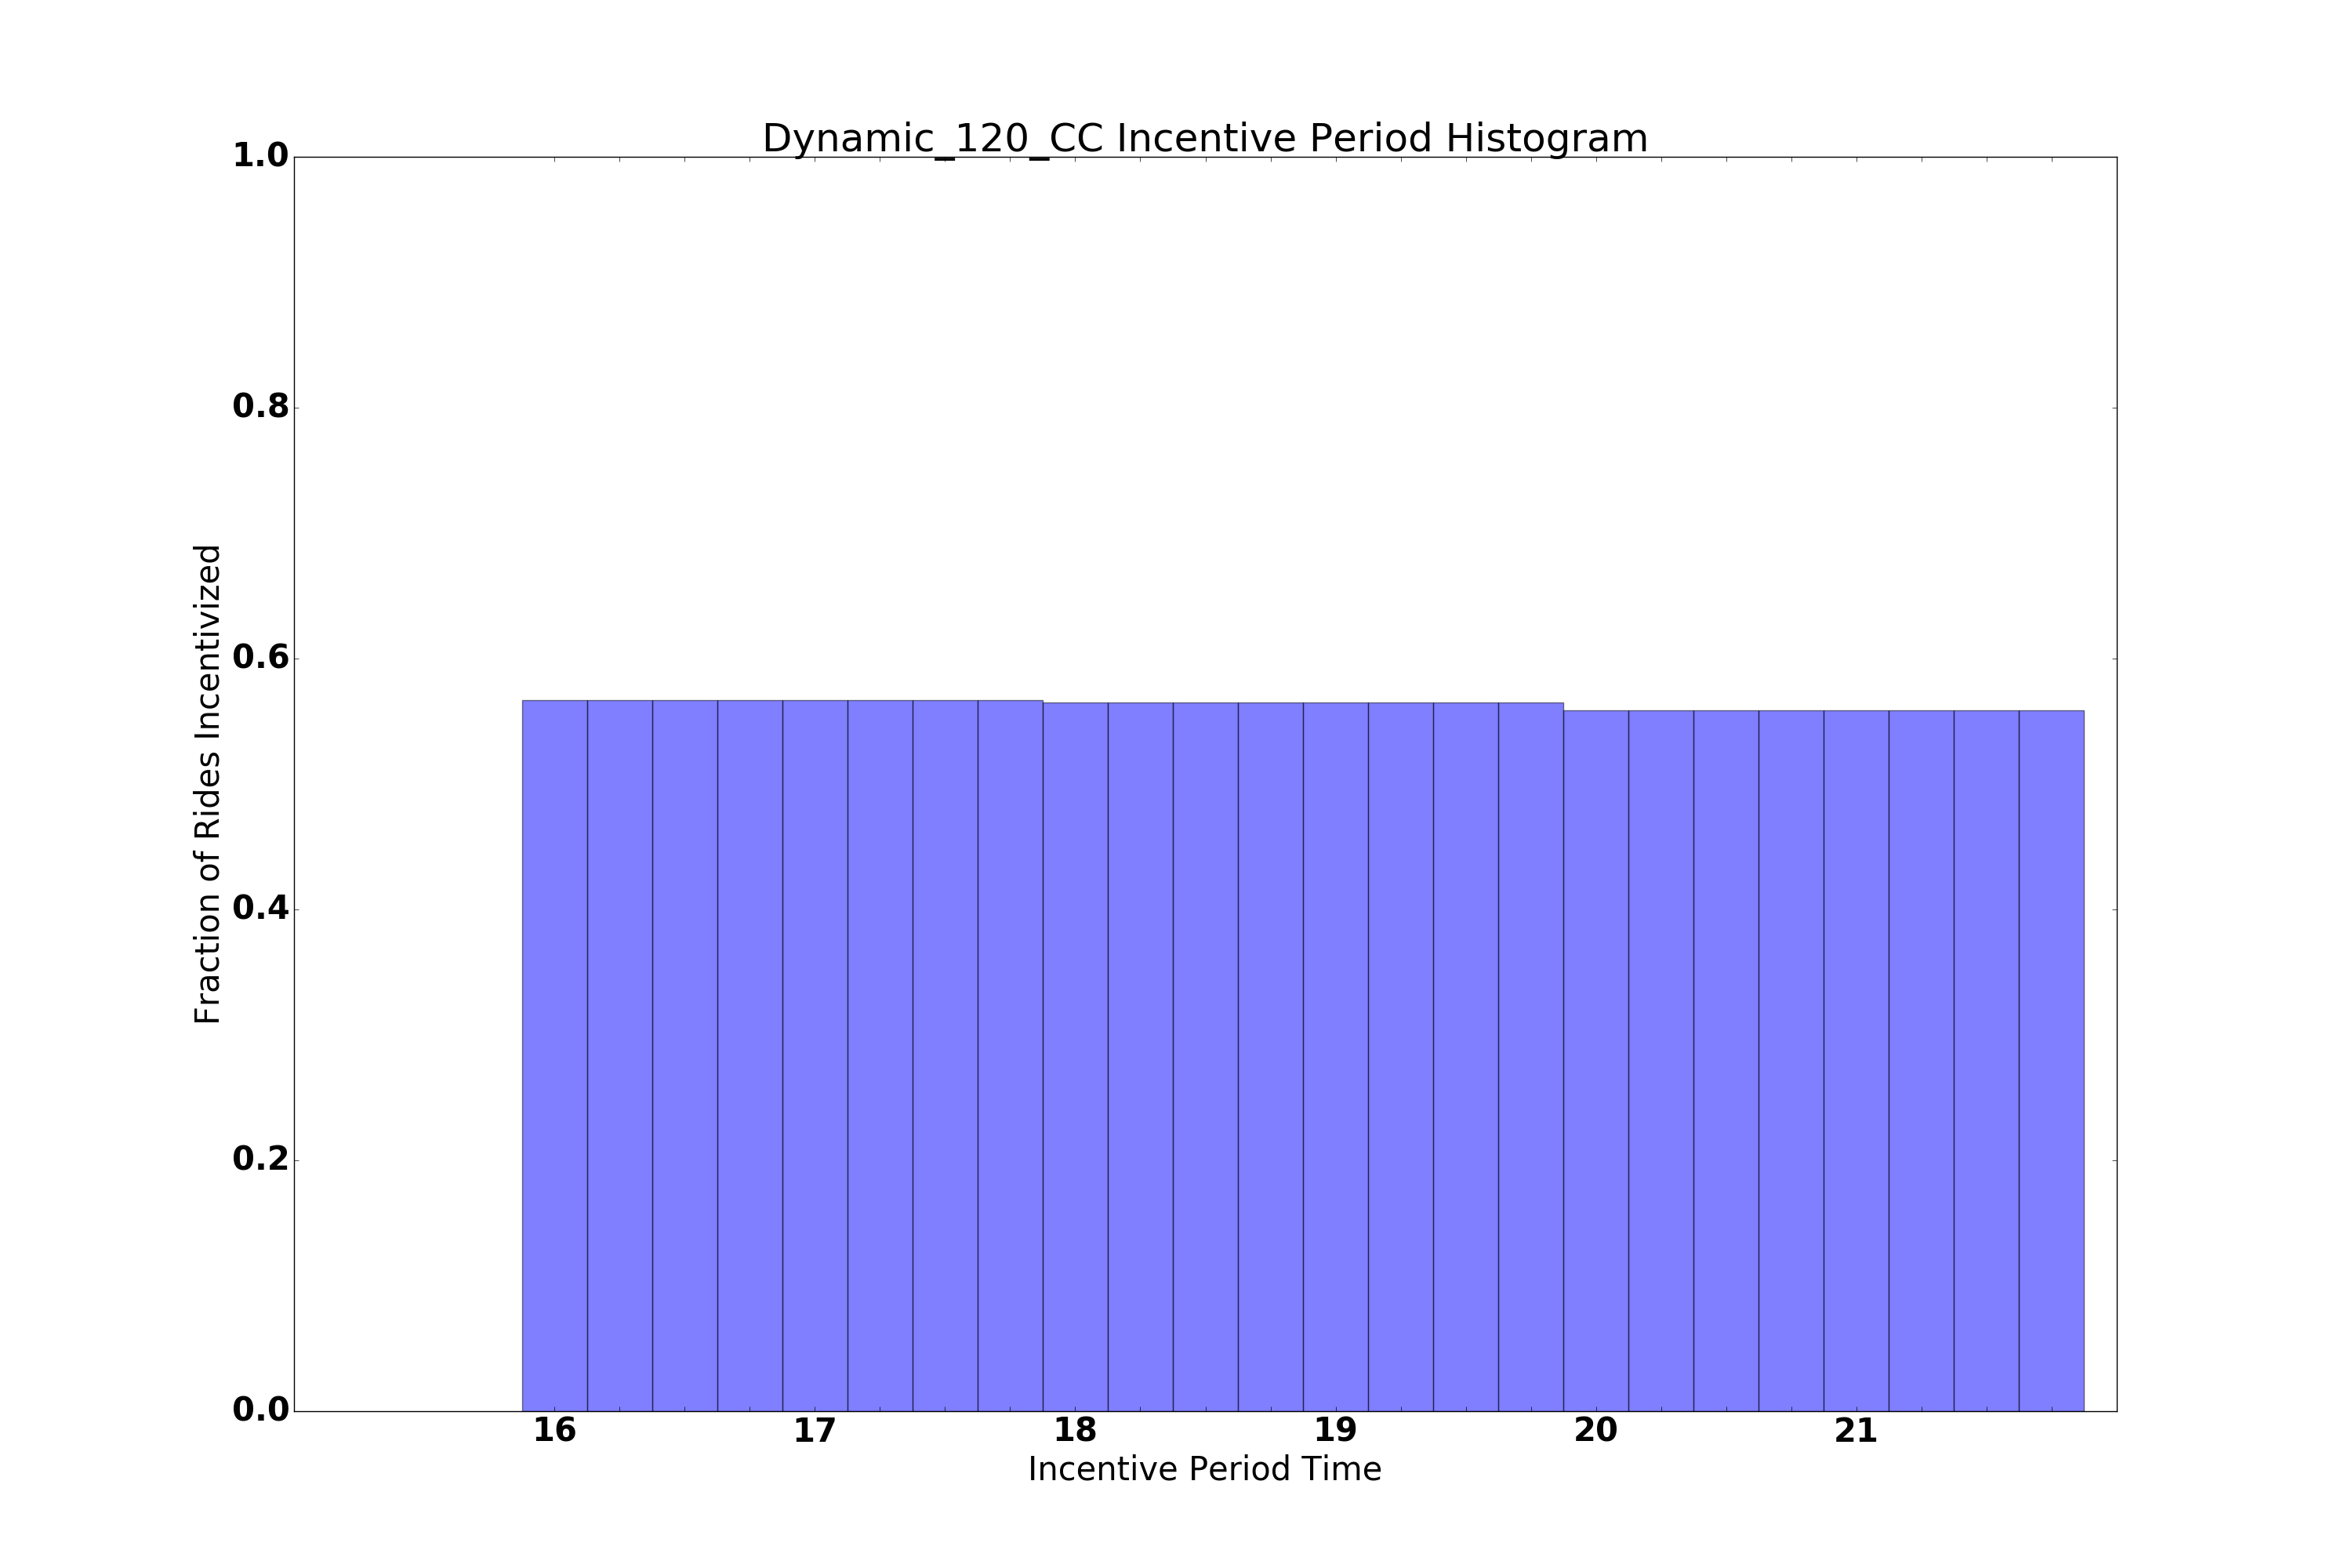 Dynamic_120_CC Incentive Period Histogram
1.0
0.8
0.6
0.4
0.2
0.0
Fraction of Rides Incentivized
16 17 18 19 20 21
Incentive Period Time